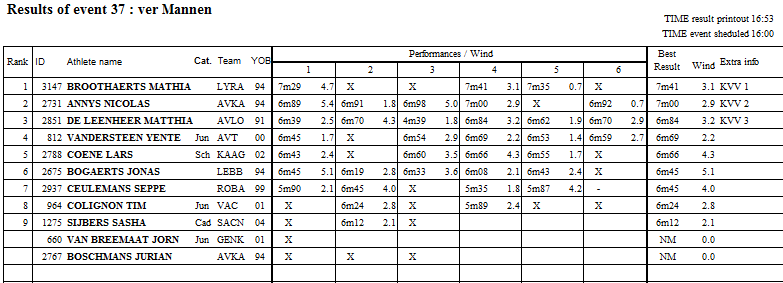 Results of event 37 : ver Mannen
TIME result printout 16:53
TIME event sheduled 16:00
Performances / Wind
Rank ID Athlete name Cat. Team YOB 1 2 3 4 5 6 Best Result Wind Extra info
1 3147 BROOTHAERTS MATHIA LYRA 94 7m29 4.7 X X 7m41 3.1 7m35 0.7 X 7m41 3.1 KVV 1
2 2731 ANNYS NICOLAS AVKA 94 6m89 5.4 6m91 1.8 6m98 5.0 7m00 2.9 X 6m92 0.7 7m00 2.9 KVV 2
3 2851 DE LEENHEER MATTHIA AVLO 91 6m39 2.5 6m70 4.3 4m39 1.8 6m84 3.2 6m62 1.9 6m70 2.9 6m84 3.2 KVV 3
4 812 VANDERSTEEN YENTE Jun AVT 00 6m45 1.7 X 6m54 2.9 6m69 2.2 6m53 1.4 6m59 2.7 6m69 2.2
5 2788 COENE LARS Sch KAAG 02 6m43 2.4 X 6m60 3.5 6m66 4.3 6m55 1.7 X 6m66 4.3
6 2675 BOGAERTS JONAS LEBB 94 6m45 5.1 6m19 2.8 6m33 3.6 6m08 2.1 6m43 2.4 X 6m45 5.1
7 2937 CEULEMANS SEPPE ROBA 99 5m90 2.1 6m45 4.0 X 5m35 1.8 5m87 4.2 - 6m45 4.0
8 964 COLIGNON TIM Jun VAC 01 X 6m24 2.8 X 5m89 2.4 X X 6m24 2.8
9 1275 SIJBERS SASHA Cad SACN 04 X 6m12 2.1 X 6m12 2.1
660 VAN BREEMAAT JORN Jun GENK 01 X NM 0.0
2767 BOSCHMANS JURIAN AVKA 94 X X X NM 0.0